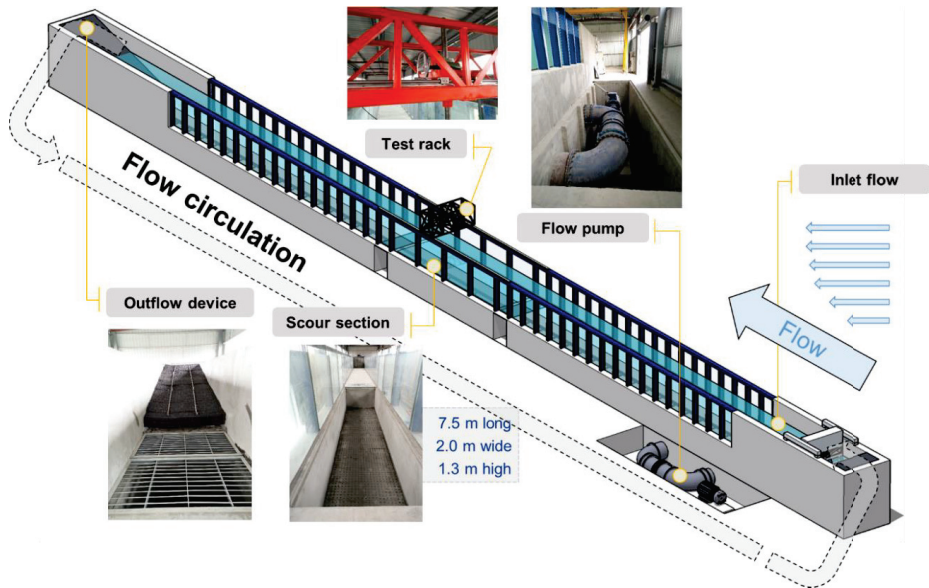 Test rack
Inlet flow
Flow pump
Flow circulation
Outflow device
Scour section
Flow
7.5 m long
2.0 m wide
1.3 m high